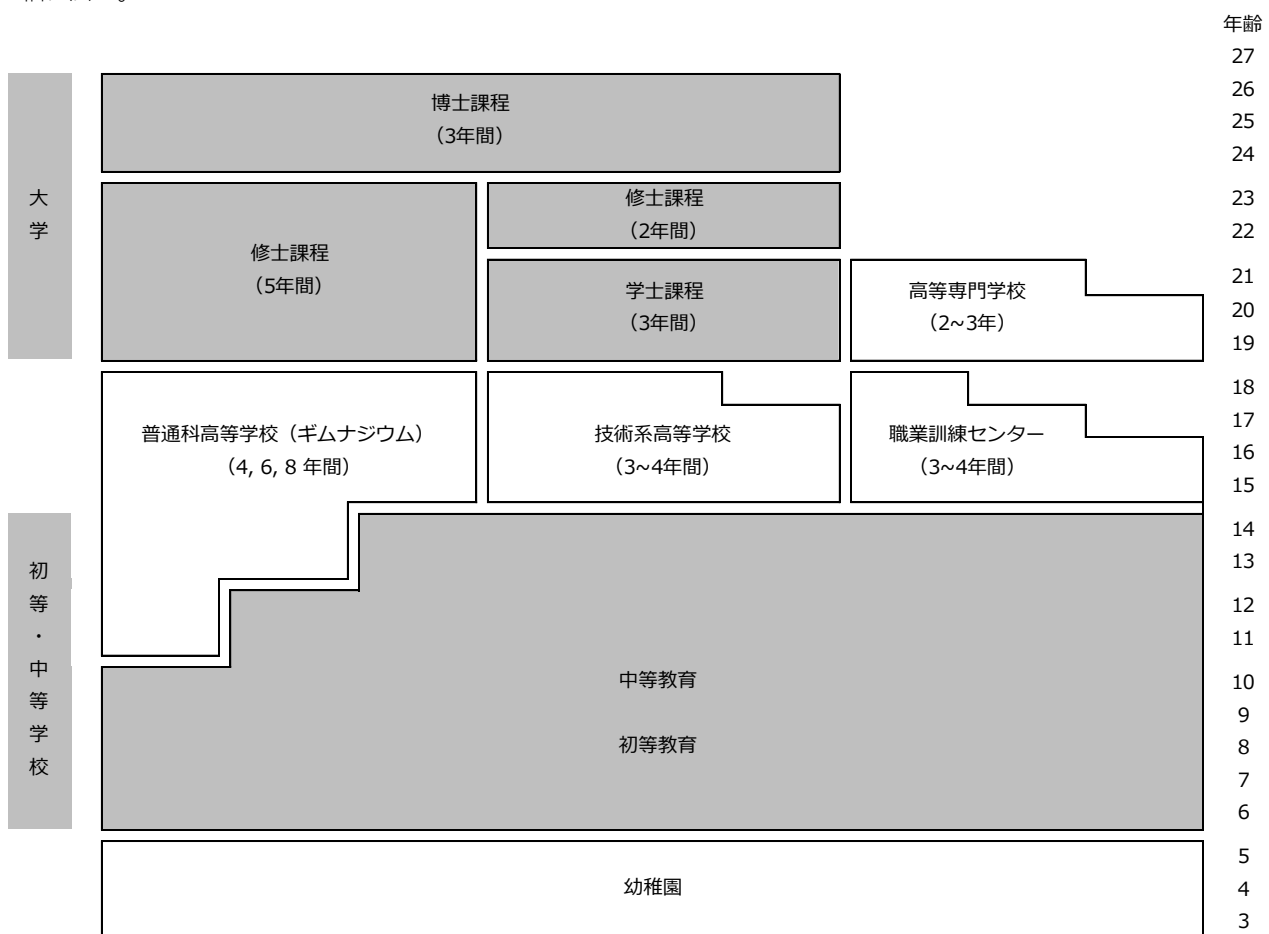 年齢
27
26
25
24
23
22
21
20
19
18
17
16
15
14
13
12
11
10
9
8
7
6
5
4
3
大学
初等・中等学校
博士課程
（3年間）
修士課程
（5年間）
修士課程
（2年間）
学士課程
（3年間）
高等専門学校
（2~3年）
普通科高等学校（ギムナジウム）
（4, 6, 8 年間）
技術系高等学校
（3~4年間）
職業訓練センター
（3~4年間）
中等教育
初等教育
幼稚園